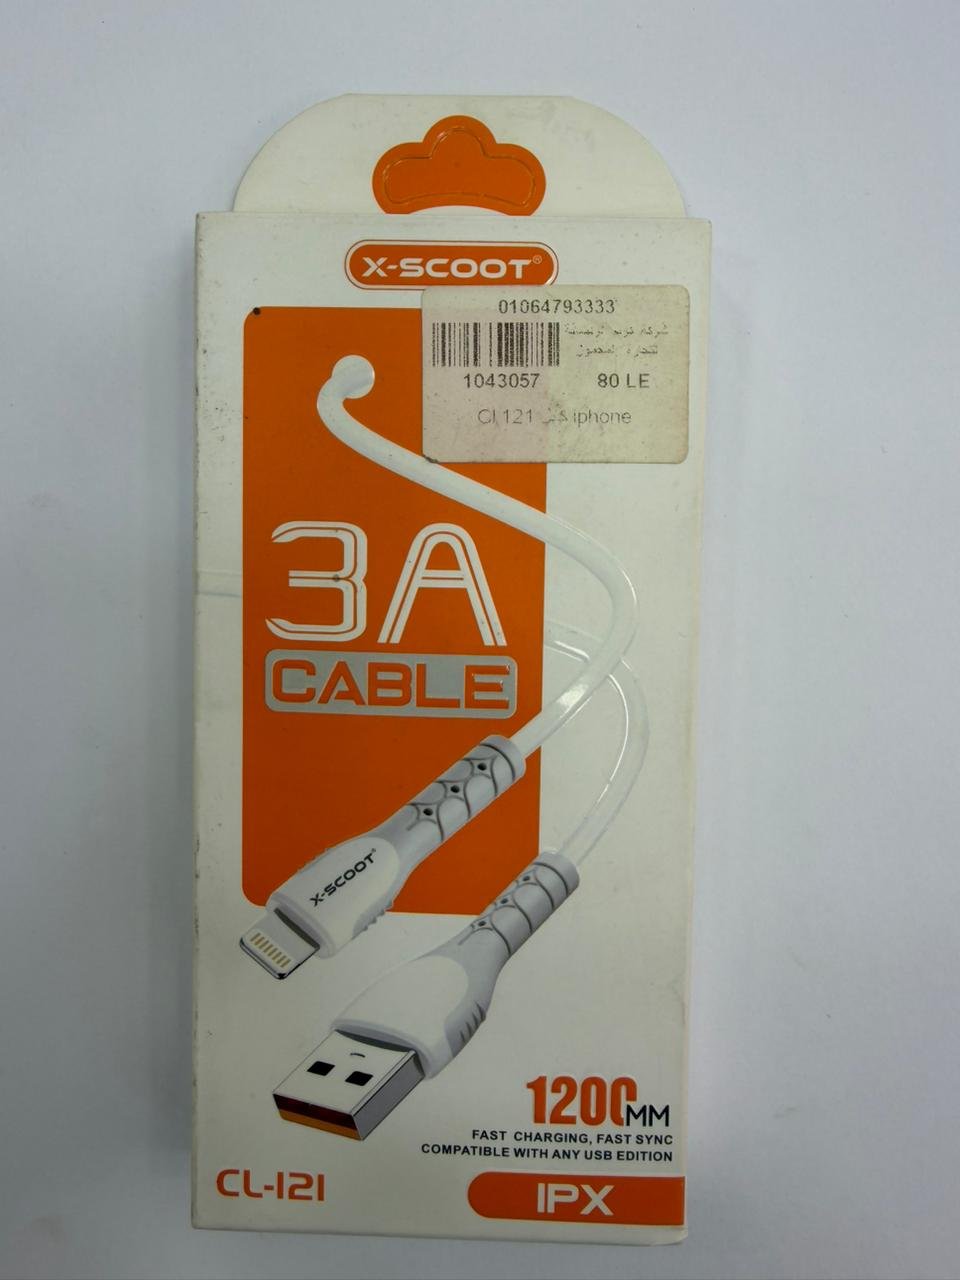 X-SCOOT®
01064793333
شركة
1043057
80 LE
Cl 121 iphone
3A
CABLE
X-SCOOT®
1200MM
FAST CHARGING, FAST SYNC
COMPATIBLE WITH ANY USB EDITION
CL-121
IPX